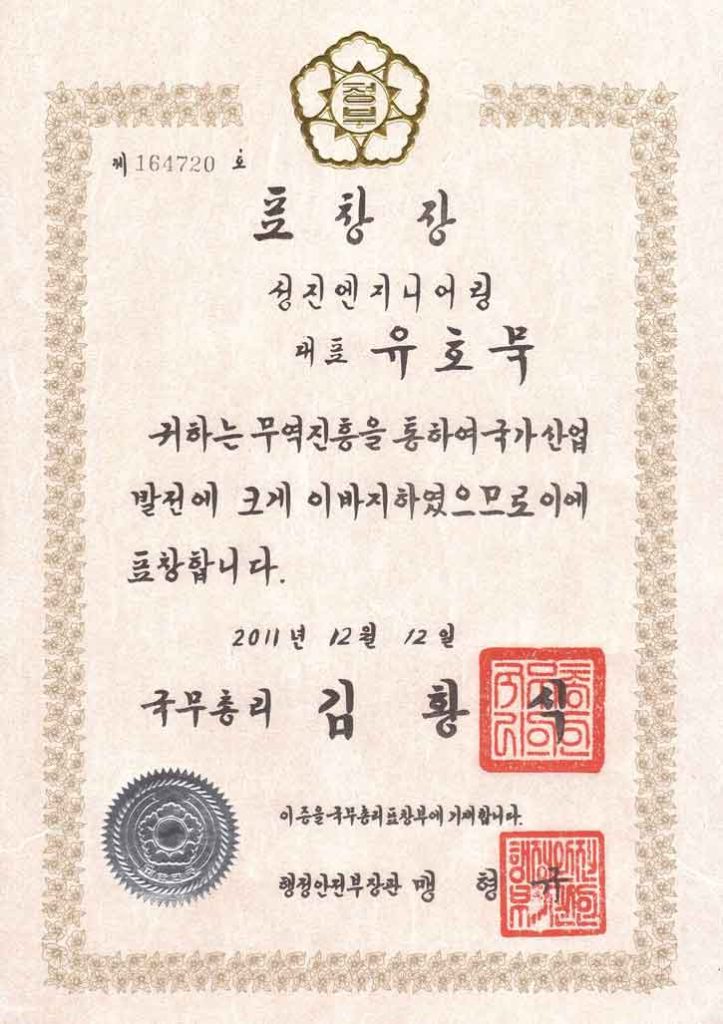 정부
제 164720 호
표창장
성진엔지니어링
대표 유호묵
귀하는 무역진흥을 통하여 국가산업
발전에 크게 이바지하였으므로 이에
표창합니다.
2011년 12월 12일
국무총리 김 황 식
이 증을 국무총리표창부에 기재합니다.
행정안전부장관 맹 형 규